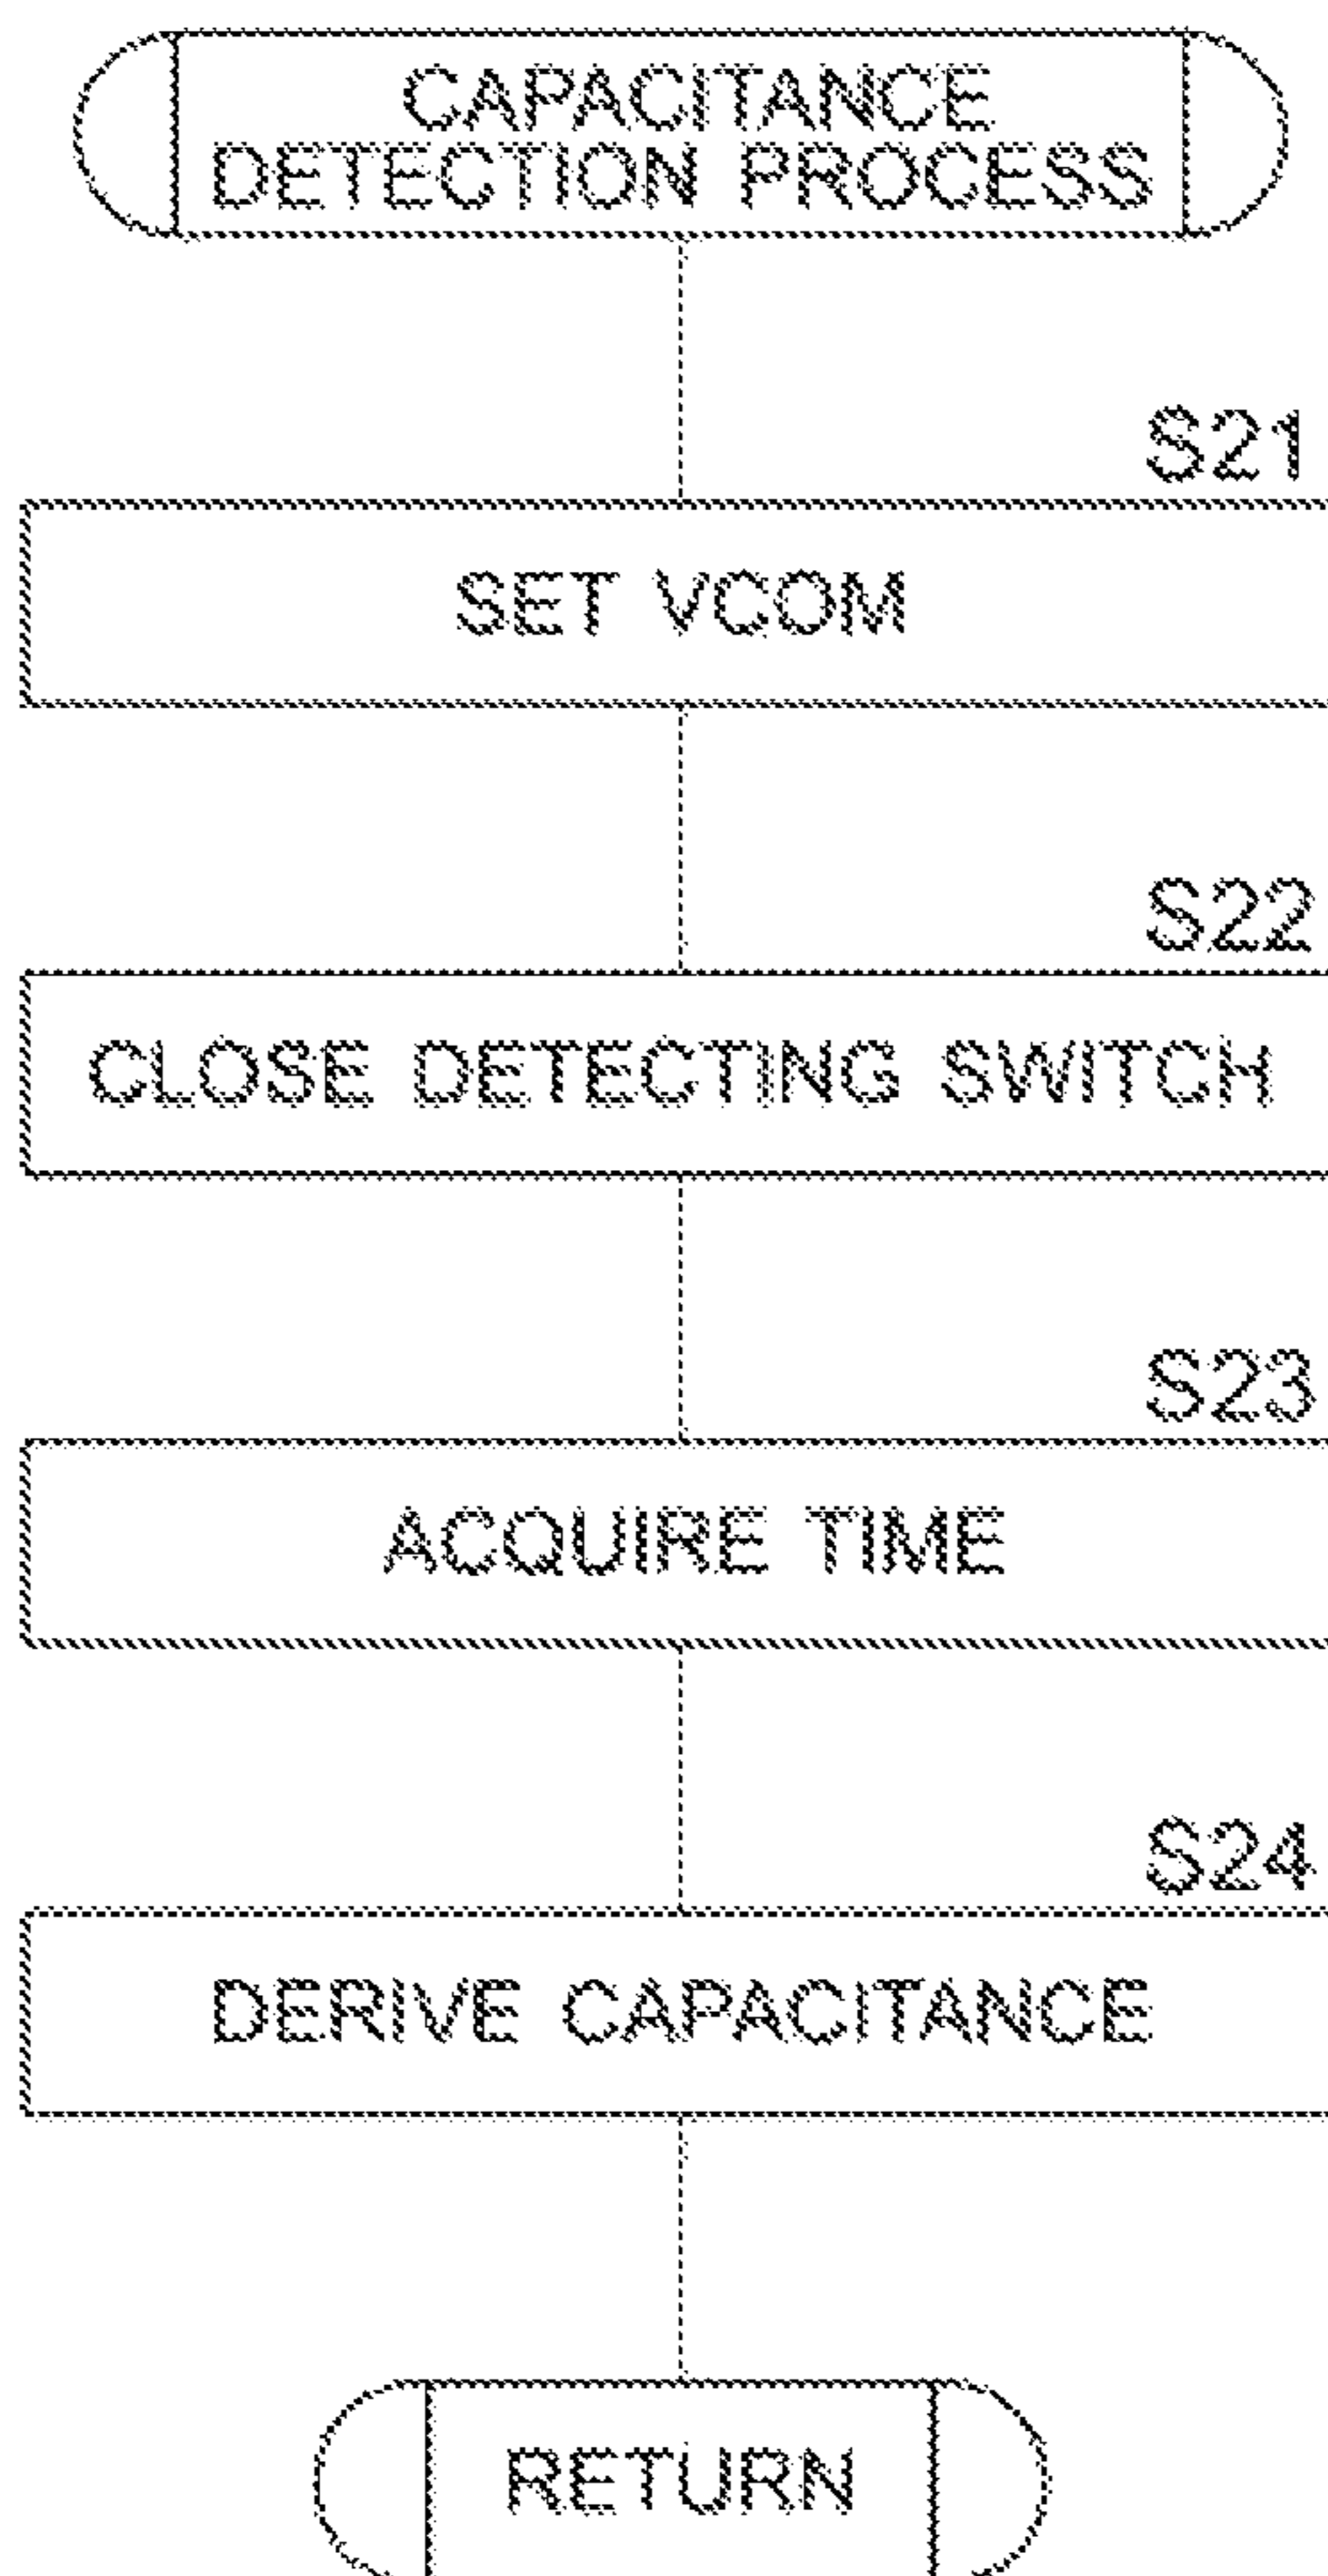 CAPACITANCE
DETECTION PROCESS
S21
SET VCOM
S22
CLOSE DETECTING SWITCH
S23
ACQUIRE TIME
S24
DERIVE CAPACITANCE
RETURN